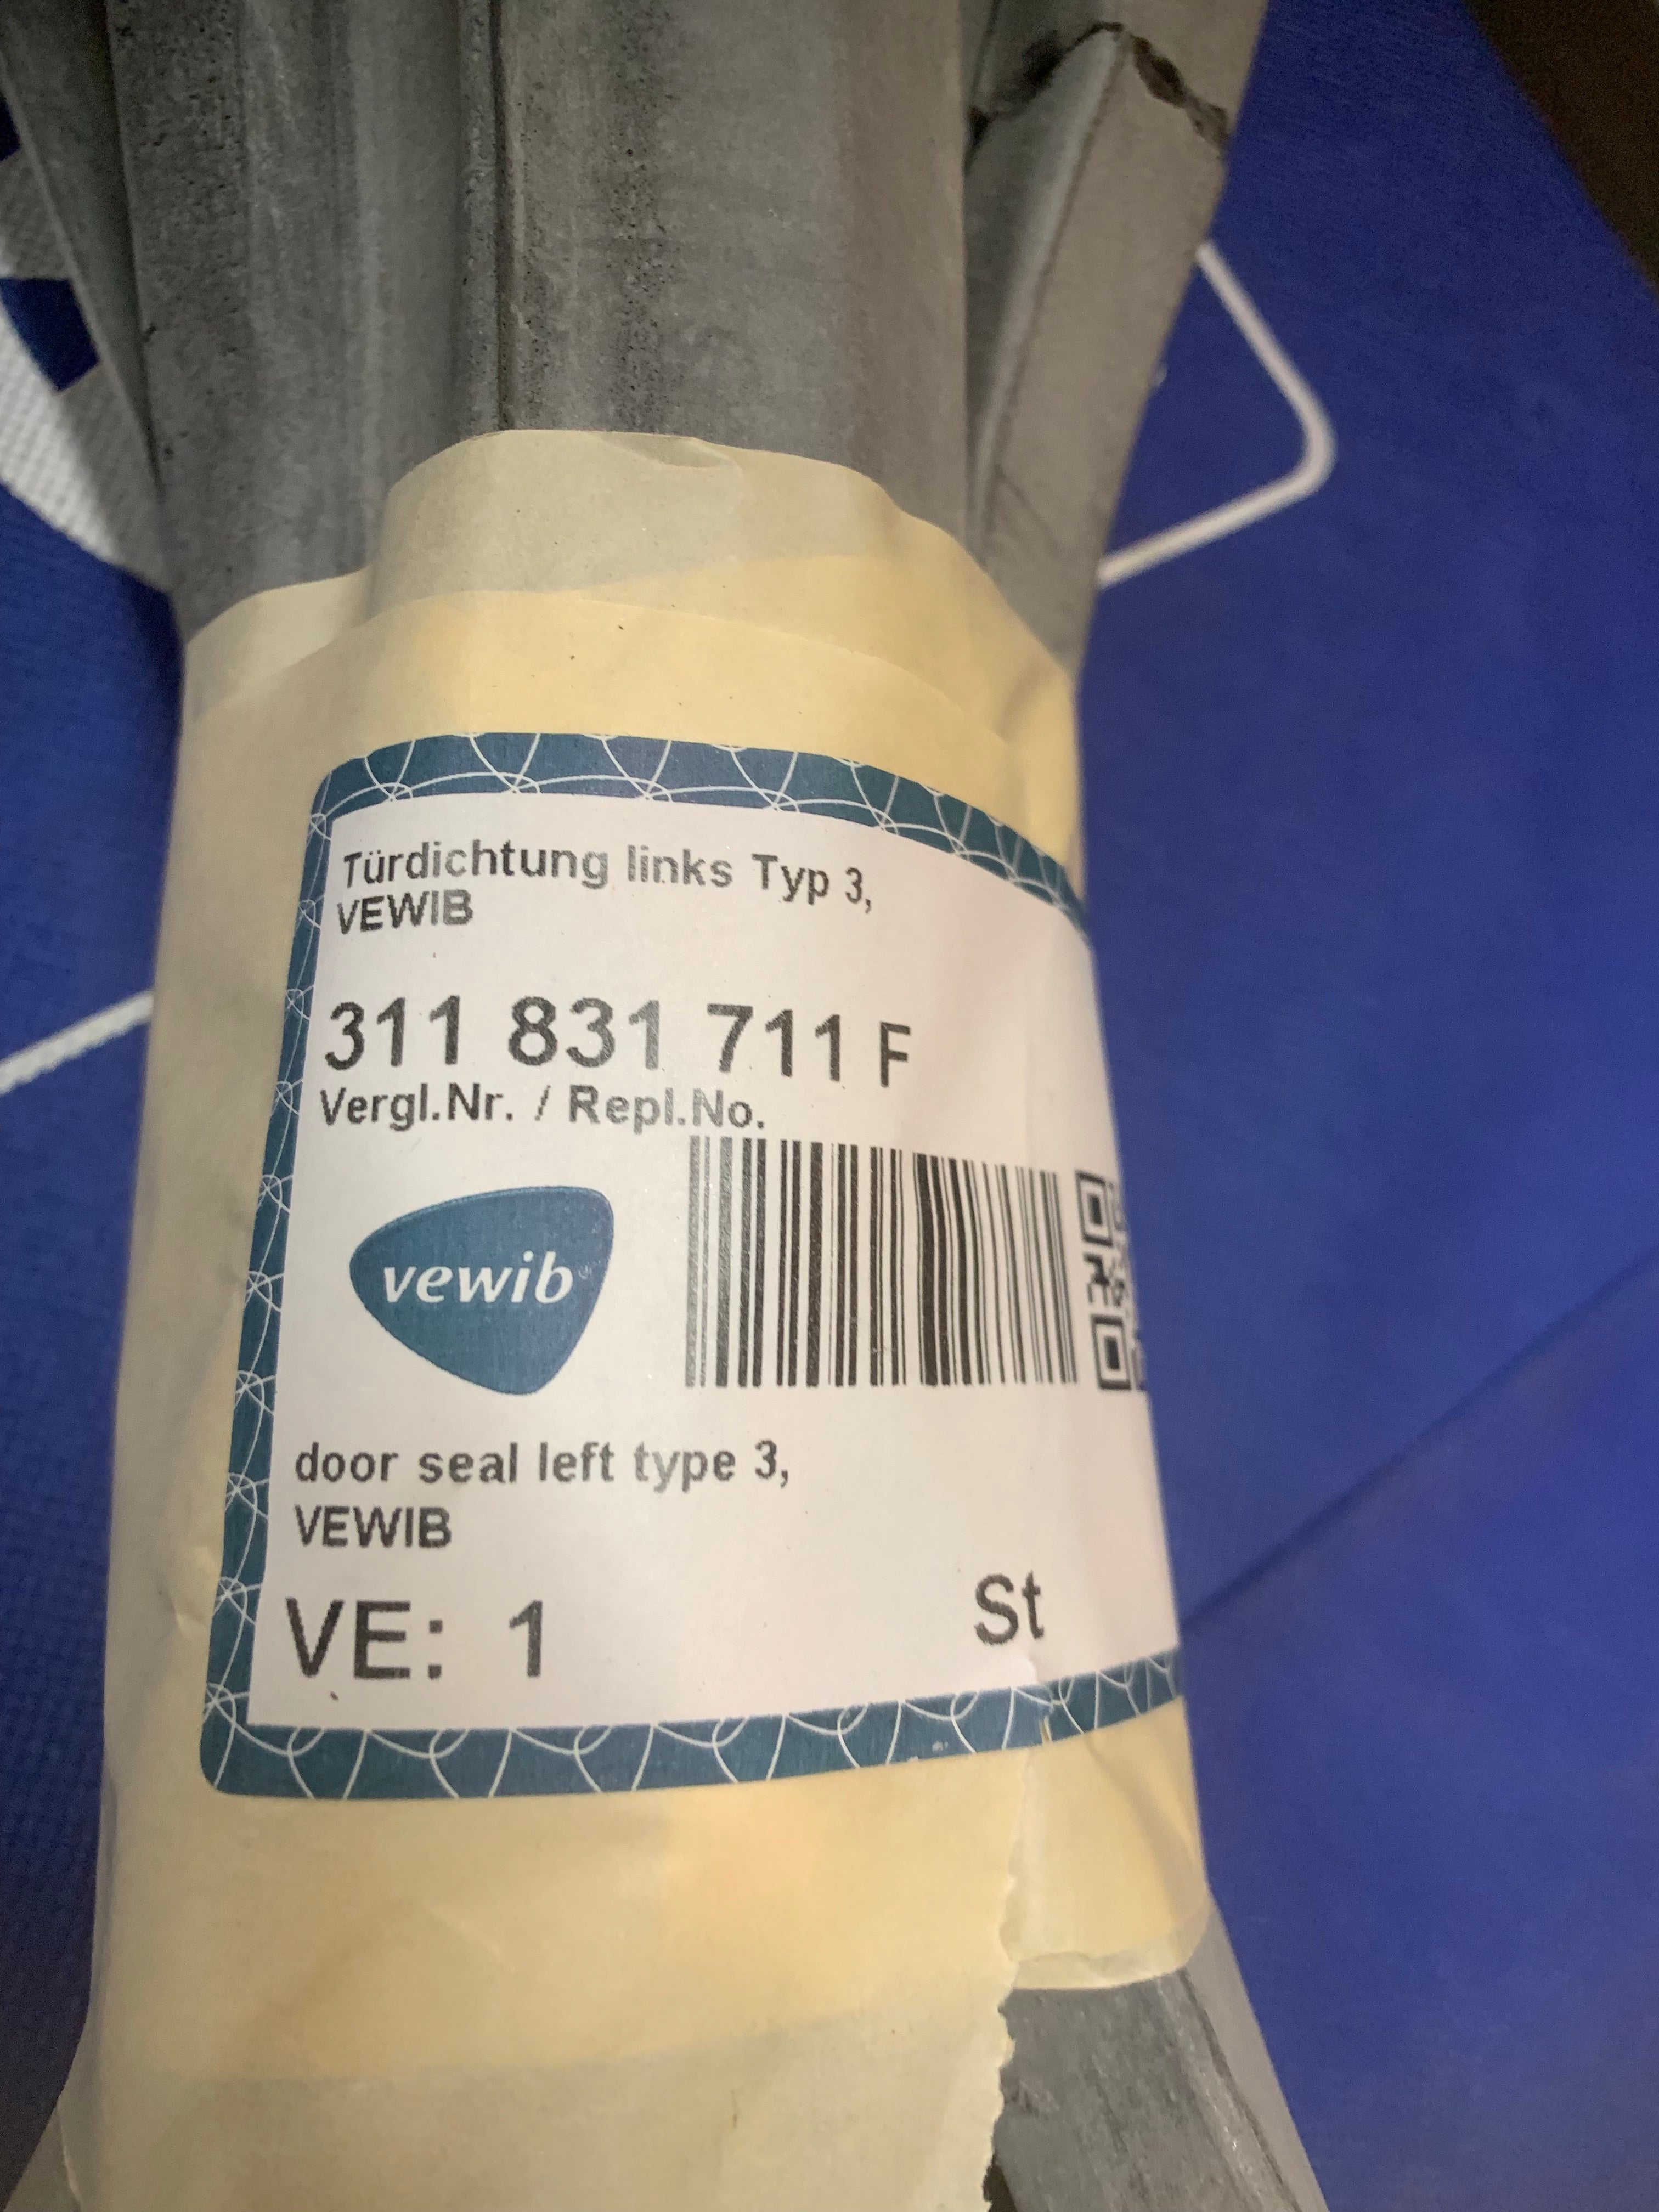 Türdichtung links Typ 3,
VEWIB
311 831 711 F
Vergl.Nr. / Repl.No.
vewib
door seal left type 3,
VEWIB
VE: 1 St